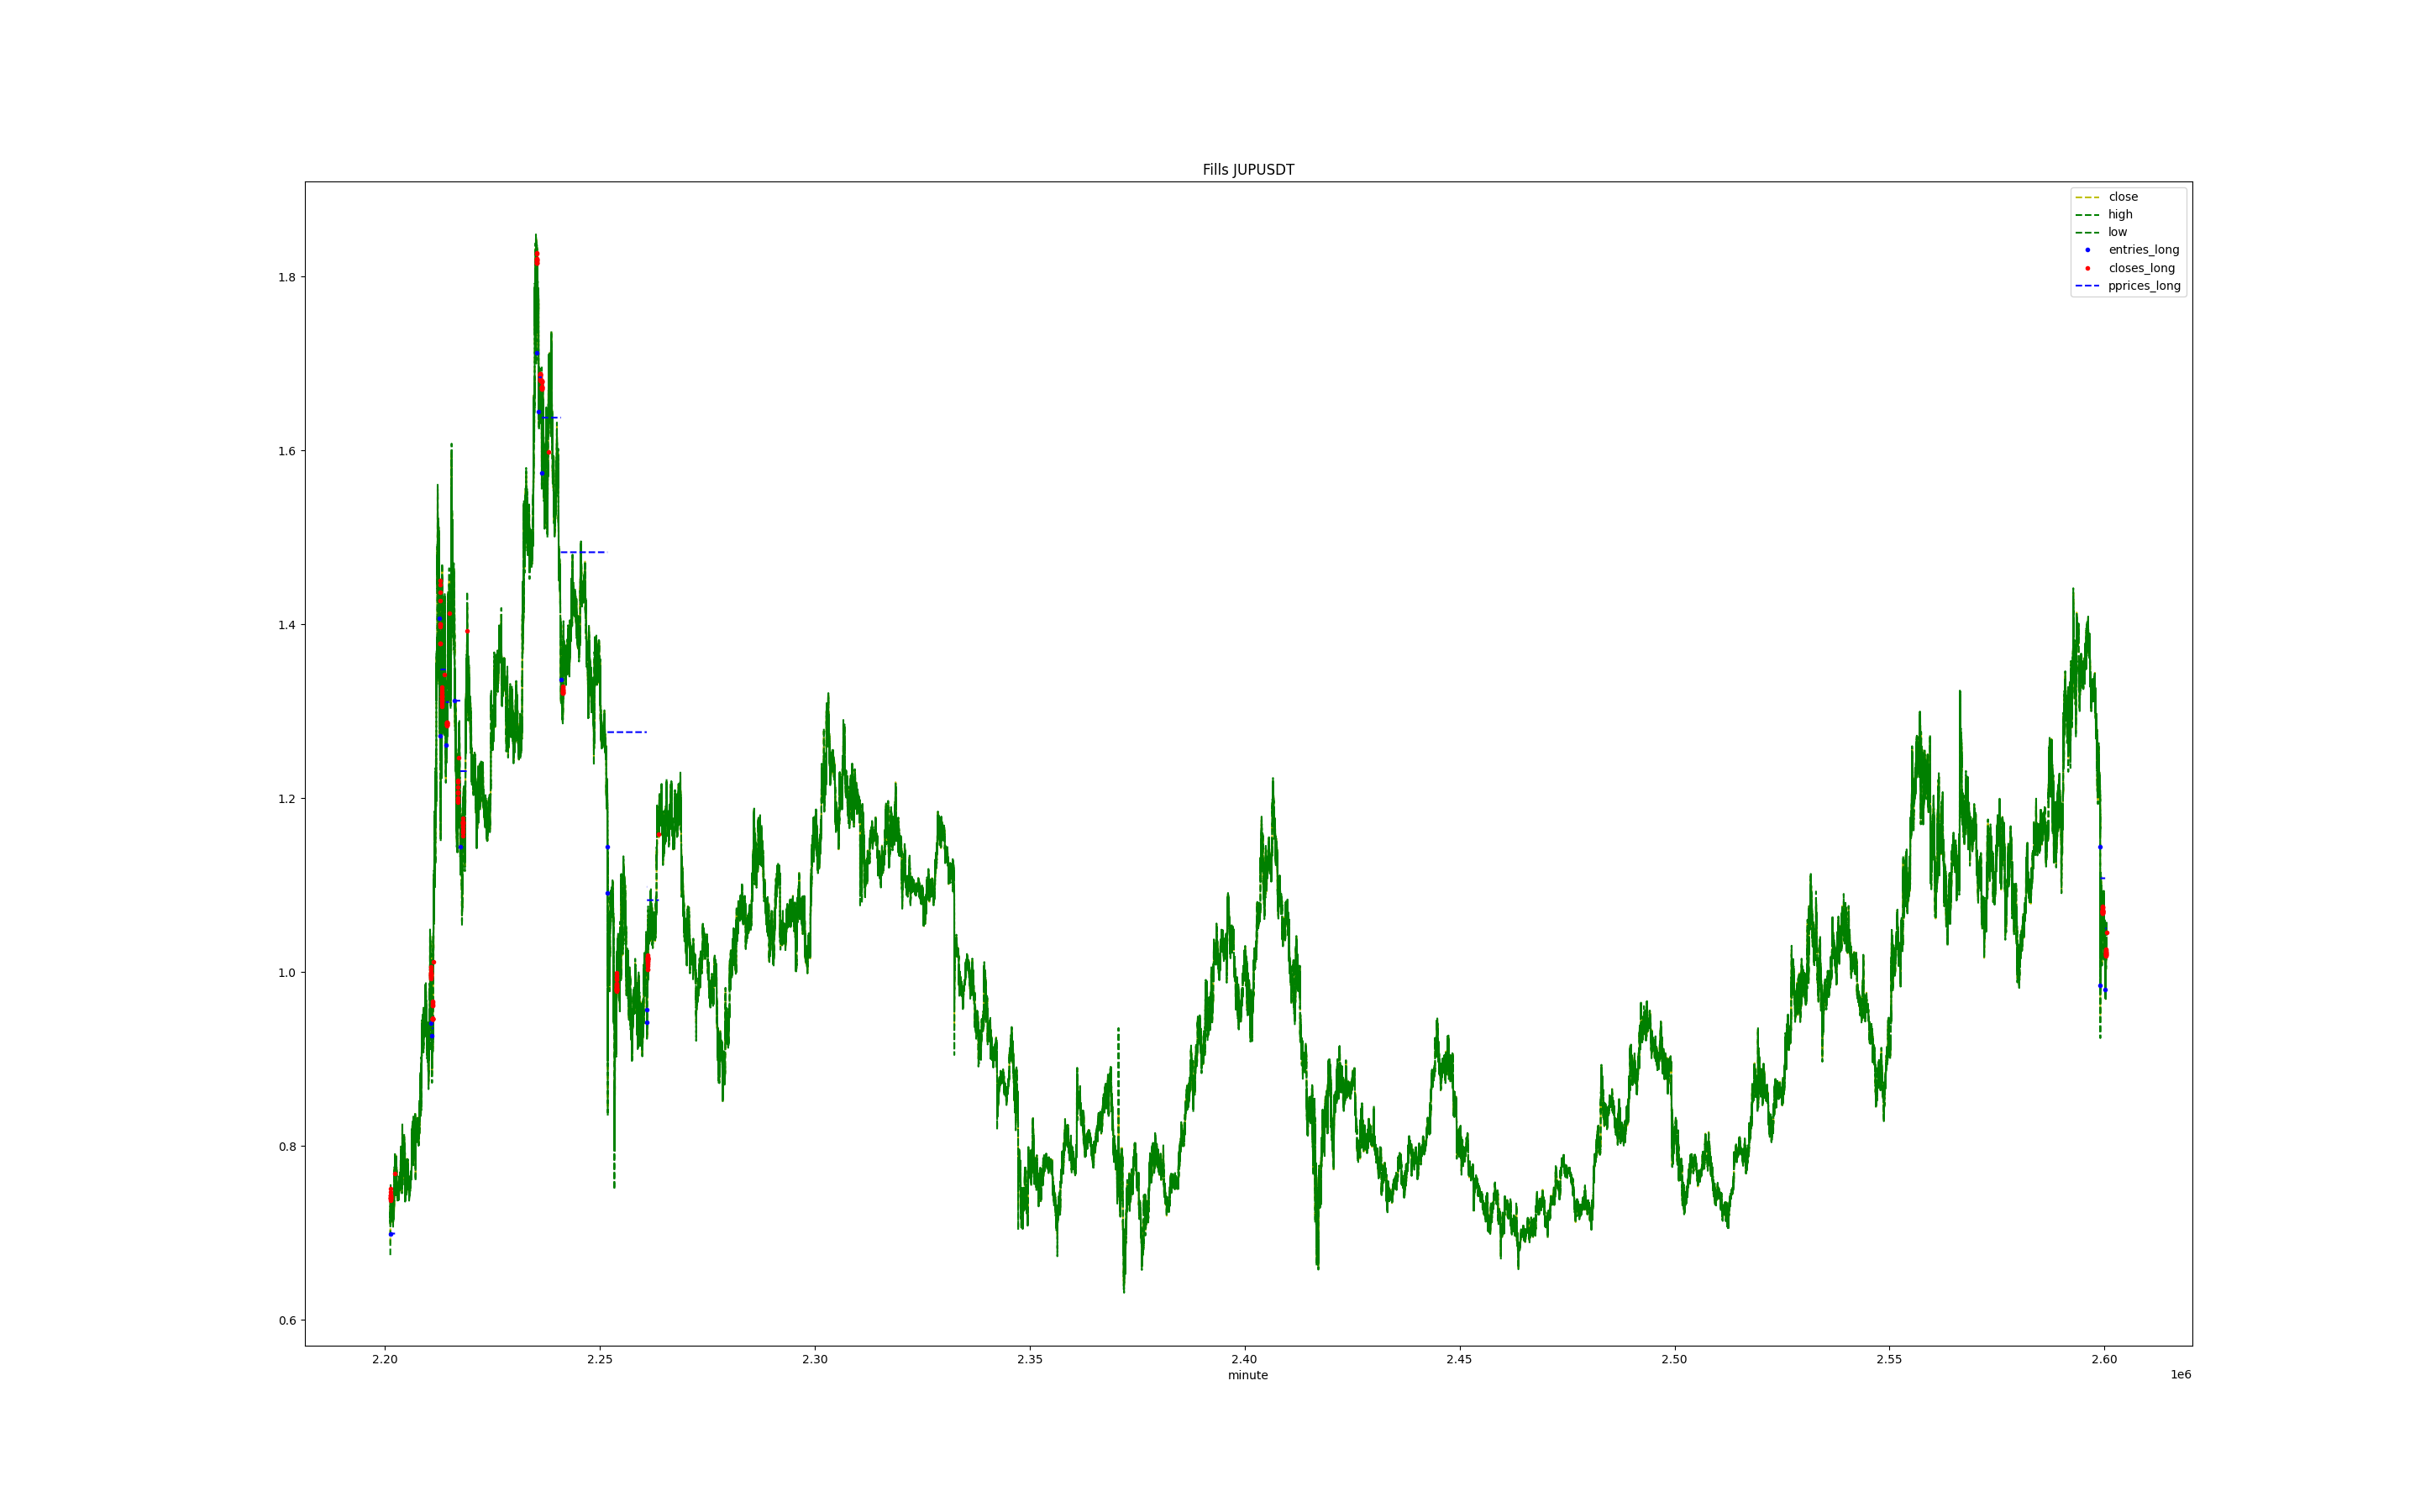 Fills JUPUSDT
close
high
low
entries_long
closes_long
pprices_long
1.8
1.6
1.4
1.2
1.0
0.8
0.6
2.20 2.25 2.30 2.35 2.40 2.45 2.50 2.55 2.60
minute
1e6